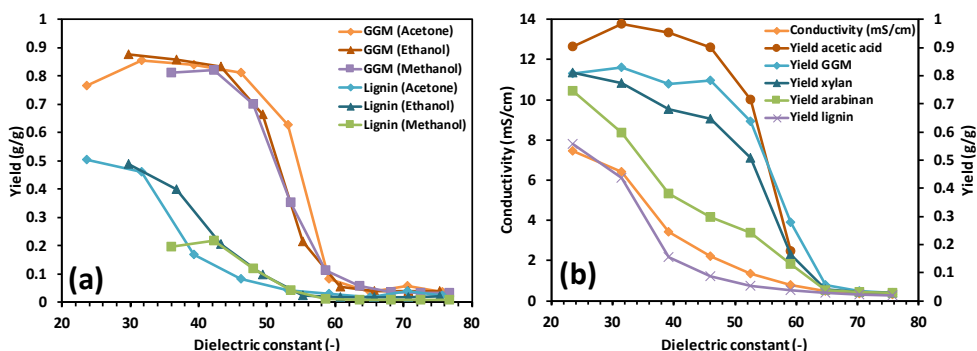 (a)
GGM (Acetone)
GGM (Ethanol)
GGM (Methanol)
Lignin (Acetone)
Lignin (Ethanol)
Lignin (Methanol)
Yield (g/g)
1
0.9
0.8
0.7
0.6
0.5
0.4
0.3
0.2
0.1
0
20 30 40 50 60 70 80
Dielectric constant (-)
(b)
Conductivity (mS/cm)
Yield acetic acid
Yield GGM
Yield xylan
Yield arabinan
Yield lignin
Conductivity (mS/cm)
14
12
10
8
6
4
2
0
Yield (g/g)
1
0.9
0.8
0.7
0.6
0.5
0.4
0.3
0.2
0.1
0
20 30 40 50 60 70 80
Dielectric constant (-)